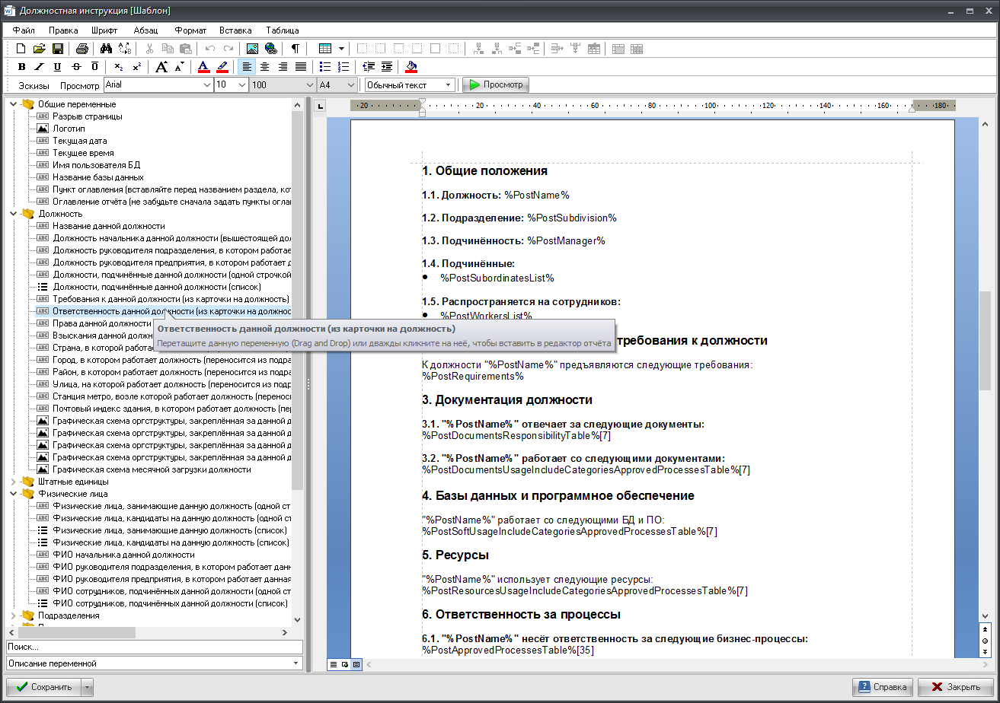 Должностная инструкция [Шаблон]
Файл Правка Шрифт Абзац Формат Вставка Таблица
Эскизы Просмотр Arial 10 100 A4 Обычный текст Просмотр
Общие переменные
Разрыв страницы
Логотип
Текущая дата
Текущее время
Имя пользователя БД
Название базы данных
Пункт оглавления (вставляйте перед названием раздела, ко
Оглавление отчёта (не забудьте сначала задать пункты огла
Должность
Название данной должности
Должность начальника данной должности (вышестоящей дол
Должность руководителя подразделения, в котором работае
Должность руководителя предприятия, в котором работает д
Должности, подчинённые данной должности (одной строчкой
Должности, подчинённые данной должности (список)
Требования к данной должности (из карточки на должность)
Ответственность данной должности (из карточки на должнос
Права данной должности
Взыскания данной должн
Страна, в которой работае
Город, в котором работает должность (переносится из подра
Район, в котором работает должность (переносится из подра
Улица, на которой работает должность (переносится из подр
Станция метро, возле которой работает должность (перенос
Почтовый индекс здания, в котором работает должность (пер
Графическая схема оргструктуры, закреплённая за данной д
Графическая схема оргструктуры, закреплённая за данной д
Графическая схема оргструктуры, закреплённая за данной д
Графическая схема оргструктуры, закреплённая за данной д
Графическая схема месячной загрузки должности
Штатные единицы
Физические лица
Физические лица, занимающие данную должность (одной ст
Физические лица, кандидаты на данную должность (одной ст
Физические лица, занимающие данную должность (список)
Физические лица, кандидаты на данную должность (список)
ФИО начальника данной должности
ФИО руководителя подразделения, в котором работает данн
ФИО руководителя предприятия, в котором работает данная
ФИО сотрудников, подчинённых данной должности (одной ст
ФИО сотрудников, подчинённых данной должности (список)
Подразделения
Поиск...
Описание переменной
Ответственность данной должности (из карточки на должность)
Перетащите данную переменную (Drag and Drop) или дважды кликните на неё, чтобы вставить в редактор отчёта
20 20 40 60 80 100 120 140 160 180
1. Общие положения
1.1. Должность: %PostName%
1.2. Подразделение: %PostSubdivision%
1.3. Подчинённость: %PostManager%
1.4. Подчинённые:
%PostSubordinatesList%
1.5. Распространяется на сотрудников:
%PostWorkersList%
требования к должности
К должности "%PostName%" предъявляются следующие требования:
%PostRequirements%
3. Документация должности
3.1. "%PostName%" отвечает за следующие документы:
%PostDocumentsResponsibilityTable%[7]
3.2. "%PostName%" работает со следующими документами:
%PostDocumentsUsageIncludeCategoriesApprovedProcessesTable%[7]
4. Базы данных и программное обеспечение
"%PostName%" работает со следующими БД и ПО:
%PostSoftUsageIncludeCategoriesApprovedProcessesTable%[7]
5. Ресурсы
"%PostName%" использует следующие ресурсы:
%PostResourcesUsageIncludeCategoriesApprovedProcessesTable%[7]
6. Ответственность за процессы
6.1. "%PostName%" несёт ответственность за следующие бизнес-процессы:
%PostApprovedProcessesTable%[35]
Сохранить Справка Закрыть